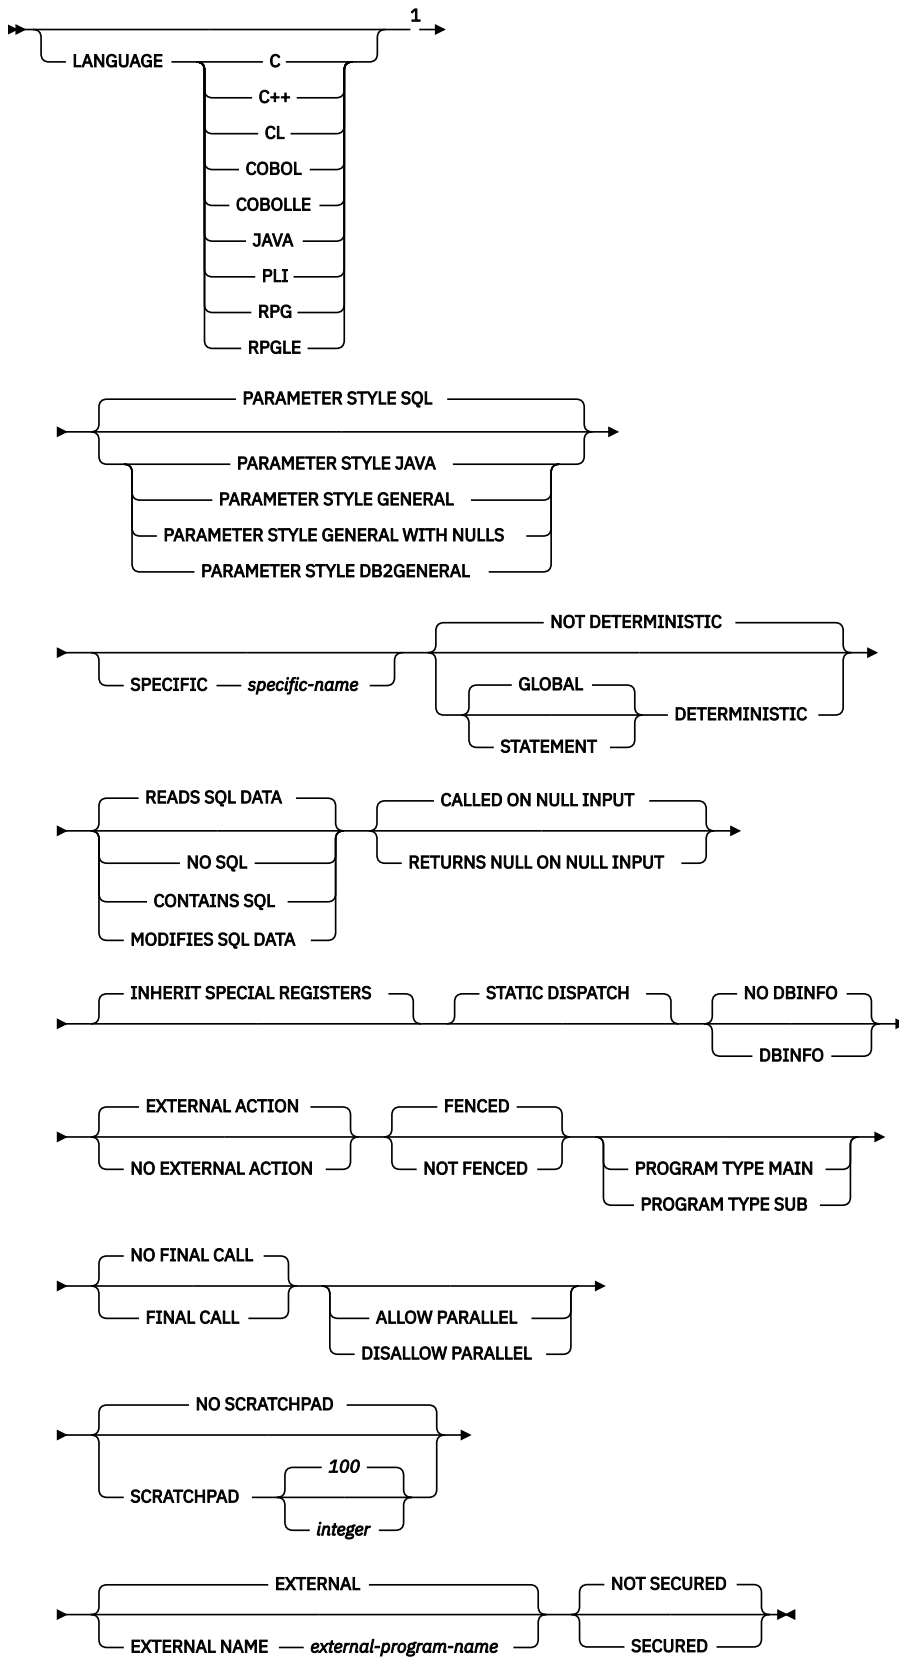 1
LANGUAGE C
C++
CL
COBOL
COBOLLE
JAVA
PLI
RPG
RPGLE
PARAMETER STYLE SQL
PARAMETER STYLE JAVA
PARAMETER STYLE GENERAL
PARAMETER STYLE GENERAL WITH NULLS
PARAMETER STYLE DB2GENERAL
NOT DETERMINISTIC
SPECIFIC specific-name GLOBAL
DETERMINISTIC
STATEMENT
READS SQL DATA CALLED ON NULL INPUT
NO SQL RETURNS NULL ON NULL INPUT
CONTAINS SQL
MODIFIES SQL DATA
INHERIT SPECIAL REGISTERS STATIC DISPATCH NO DBINFO
DBINFO
EXTERNAL ACTION FENCED
NO EXTERNAL ACTION NOT FENCED PROGRAM TYPE MAIN
PROGRAM TYPE SUB
NO FINAL CALL
FINAL CALL ALLOW PARALLEL
DISALLOW PARALLEL
NO SCRATCHPAD
100
SCRATCHPAD
integer
EXTERNAL NOT SECURED
EXTERNAL NAME external-program-name SECURED